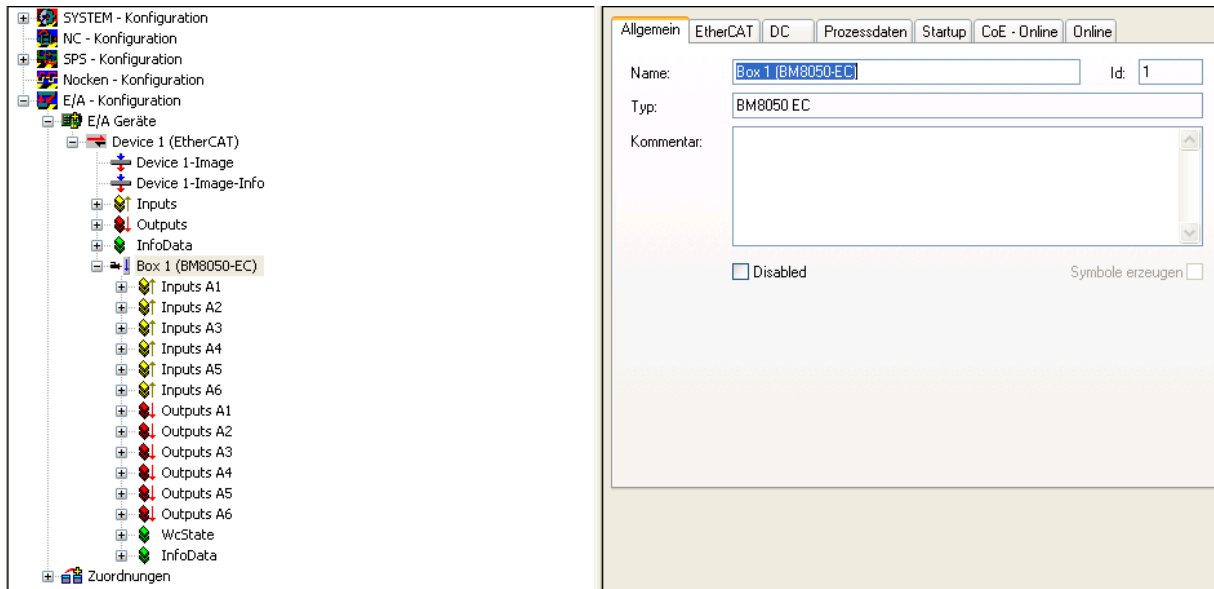 SYSTEM - Konfiguration
NC - Konfiguration
SPS - Konfiguration
Nocken - Konfiguration
E/A - Konfiguration
E/A Geräte
Device 1 (EtherCAT)
Device 1-Image
Device 1-Image-Info
Inputs
Outputs
InfoData
Box 1 (BM8050-EC)
Inputs A1
Inputs A2
Inputs A3
Inputs A4
Inputs A5
Inputs A6
Outputs A1
Outputs A2
Outputs A3
Outputs A4
Outputs A5
Outputs A6
WcState
InfoData
Zuordnungen
Allgemein EtherCAT DC Prozessdaten Startup CoE - Online Online
Name: Box 1 (BM8050-EC) Id: 1
Typ: BM8050 EC
Kommentar:
Disabled Symbole erzeugen